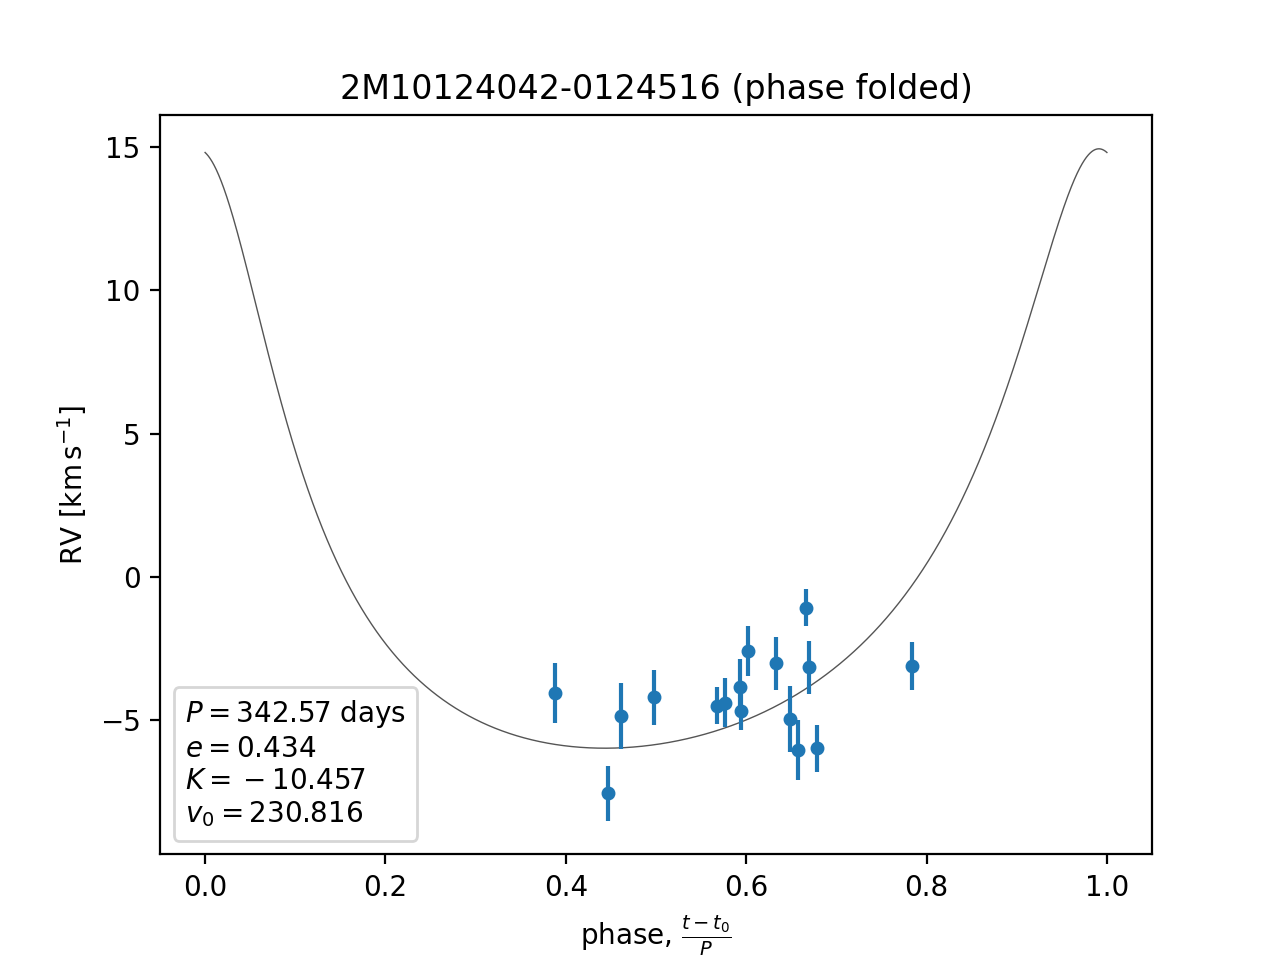 2M10124042-0124516 (phase folded)
RV [km s⁻¹]
15
10
5
0
−5
P = 342.57 days
e = 0.434
K = − 10.457
v₀ = 230.816
0.0 0.2 0.4 0.6 0.8 1.0
phase, (t − t₀)/P